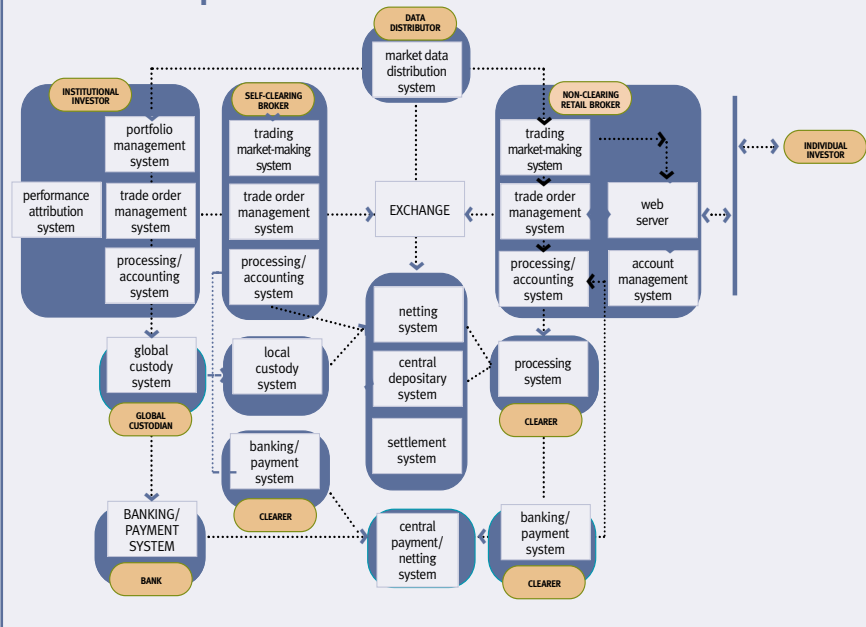 DATA
DISTRIBUTOR
market data
distribution
system
INSTITUTIONAL
INVESTOR
portfolio
management
system
performance
attribution
system
trade order
management
system
processing/
accounting
system
SELF-CLEARING
BROKER
trading
market-making
system
trade order
management
system
processing/
accounting
system
EXCHANGE
NON-CLEARING
RETAIL BROKER
trading
market-making
system
trade order
management
system
web
server
processing/
accounting
system
account
management
system
INDIVIDUAL
INVESTOR
global
custody
system
GLOBAL
CUSTODIAN
local
custody
system
netting
system
central
depositary
system
settlement
system
processing
system
CLEARER
banking/
payment
system
CLEARER
BANKING/
PAYMENT
SYSTEM
BANK
central
payment/
netting
system
banking/
payment
system
CLEARER